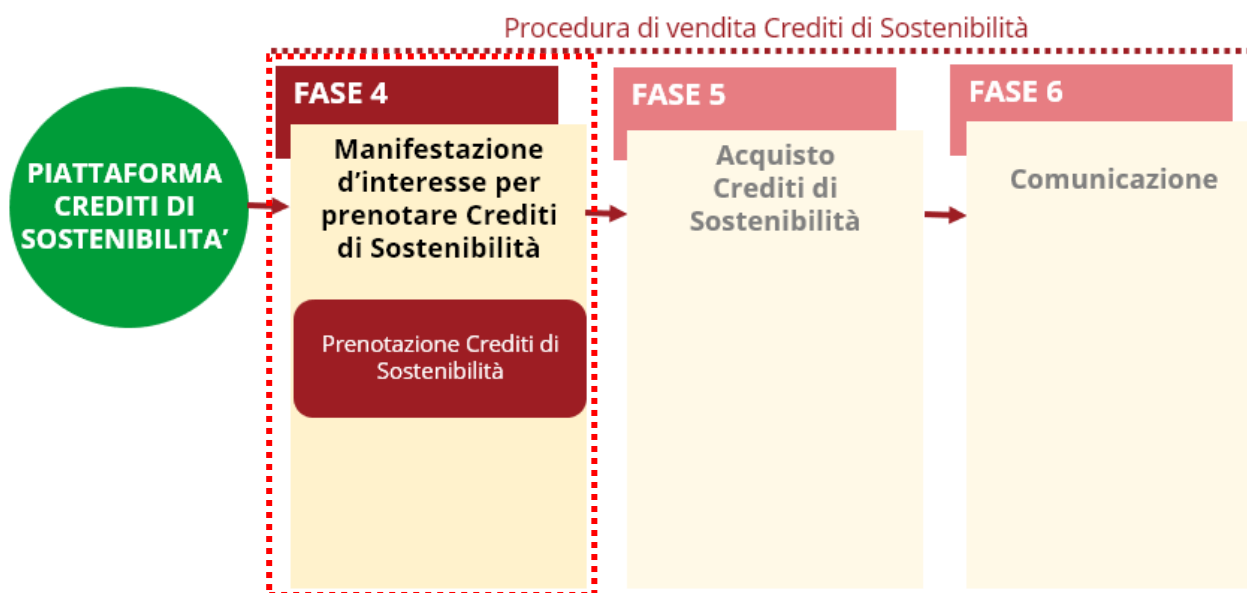 Procedura di vendita Crediti di Sostenibilità
PIATTAFORMA
CREDITI DI
SOSTENIBILITA’
FASE 4
Manifestazione
d’interesse per
prenotare Crediti
di Sostenibilità
Prenotazione Crediti di
Sostenibilità
FASE 5
Acquisto
Crediti di
Sostenibilità
FASE 6
Comunicazione